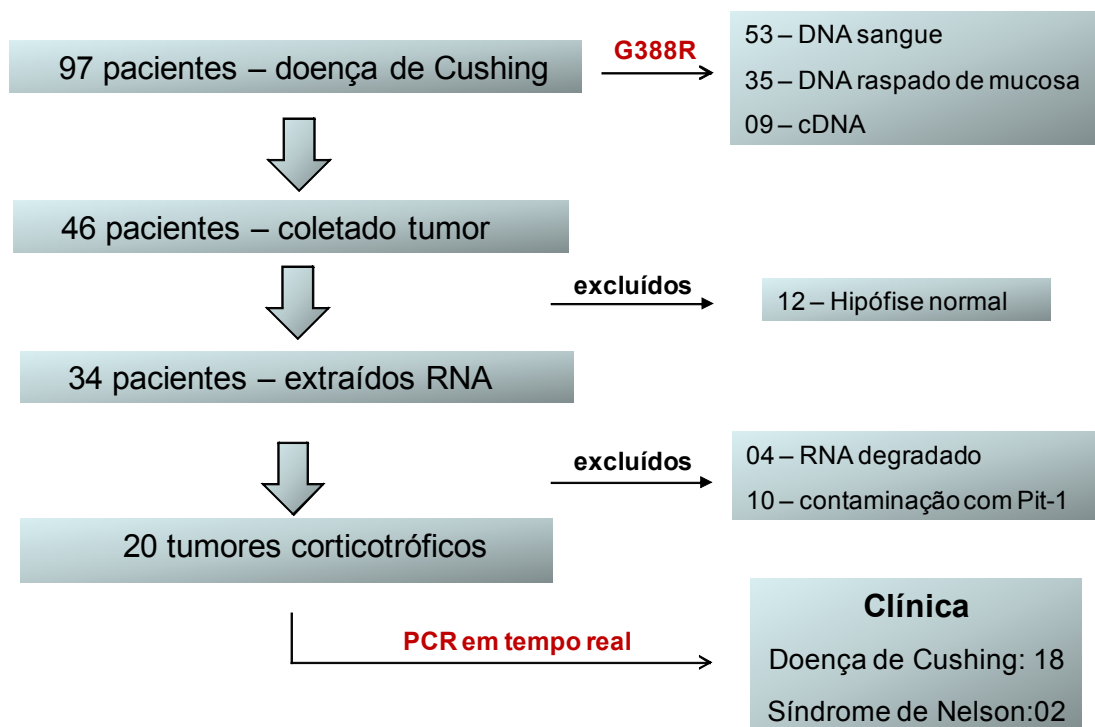 97 pacientes – doença de Cushing
G388R
53 – DNA sangue
35 – DNA raspado de mucosa
09 – cDNA
46 pacientes – coletado tumor
excluídos
12 – Hipófise normal
34 pacientes – extraídos RNA
excluídos
04 – RNA degradado
10 – contaminação com Pit-1
20 tumores corticotróficos
PCR em tempo real
Clínica
Doença de Cushing: 18
Síndrome de Nelson:02